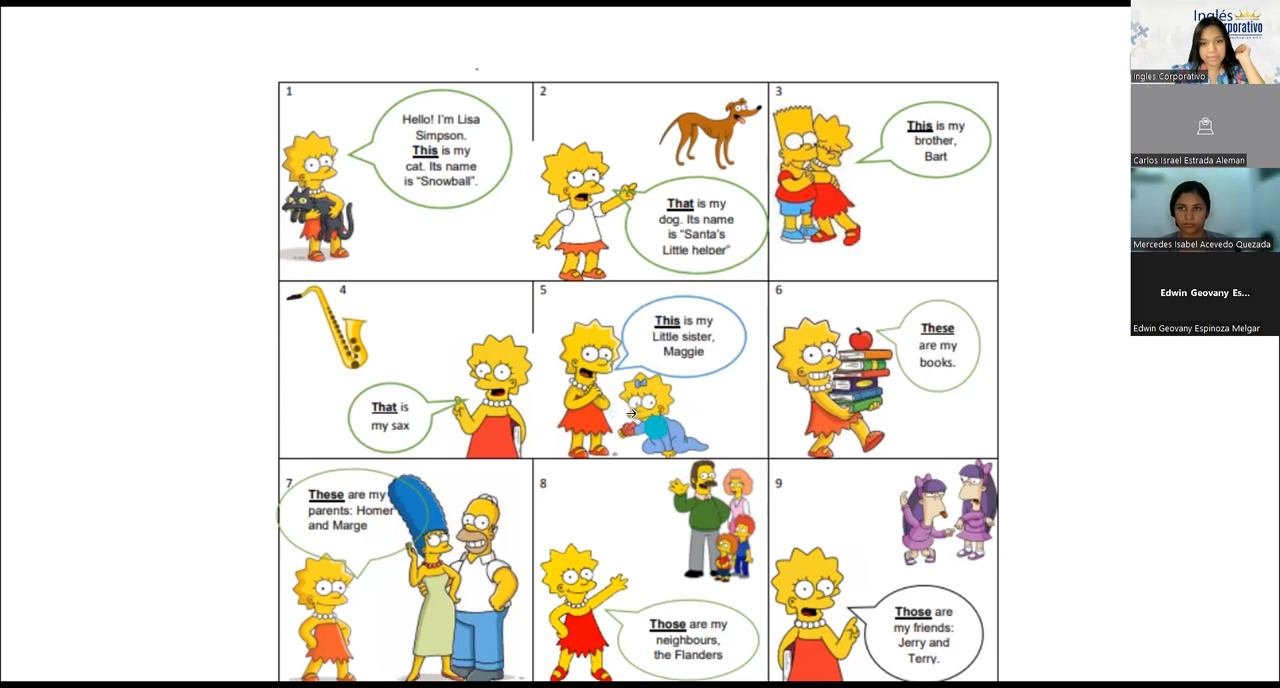 1
Hello! I'm Lisa
Simpson.
This is my
cat. Its name
is "Snowball".
2
That is my
dog. Its name
is "Santa's
Little helper"
3
This is my
brother,
Bart
4
That is
my sax
5
This is my
Little sister,
Maggie
6
These
are my
books.
7
These are my
parents: Homer
and Marge
8
Those are my
neighbours,
the Flanders
9
Those are
my friends:
Jerry and
Terry.
Inglés
Corporativo
Ingles Corporativo
Carlos Israel Estrada Aleman
Mercedes Isabel Acevedo Quezada
Edwin Geovany Es...
Edwin Geovany Espinoza Melgar